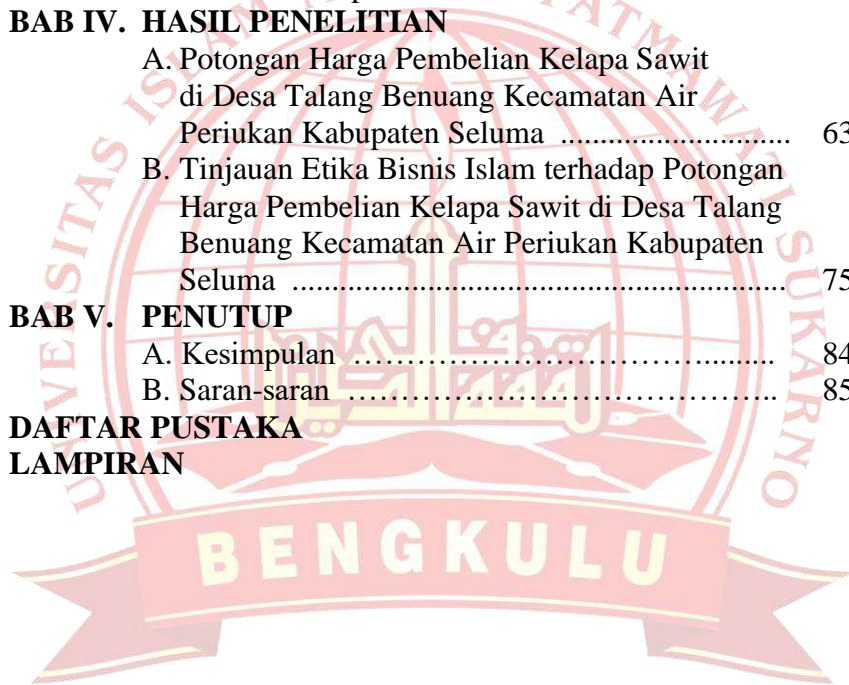 BAB IV. HASIL PENELITIAN
A. Potongan Harga Pembelian Kelapa Sawit
di Desa Talang Benuang Kecamatan Air
Periukan Kabupaten Seluma ............................ 63
B. Tinjauan Etika Bisnis Islam terhadap Potongan
Harga Pembelian Kelapa Sawit di Desa Talang
Benuang Kecamatan Air Periukan Kabupaten
Seluma ............................................................ 75
BAB V. PENUTUP
A. Kesimpulan ……………………………….......... 84
B. Saran-saran ………………………………….. 85
DAFTAR PUSTAKA
LAMPIRAN
SUKARNO
BENGKULU